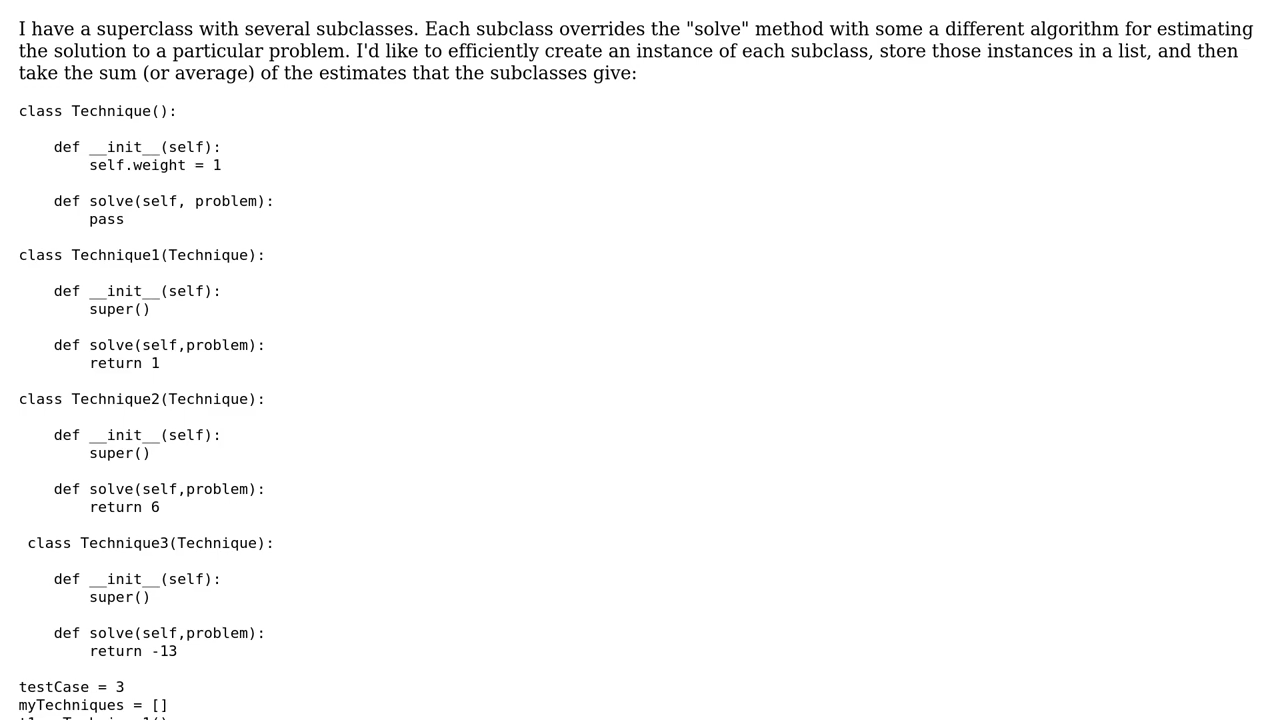 I have a superclass with several subclasses. Each subclass overrides the "solve" method with some a different algorithm for estimating
the solution to a particular problem. I'd like to efficiently create an instance of each subclass, store those instances in a list, and then
take the sum (or average) of the estimates that the subclasses give:
class Technique():
    def __init__(self):
        self.weight = 1
    def solve(self, problem):
        pass
class Technique1(Technique):
    def __init__(self):
        super()
    def solve(self,problem):
        return 1
class Technique2(Technique):
    def __init__(self):
        super()
    def solve(self,problem):
        return 6
 class Technique3(Technique):
    def __init__(self):
        super()
    def solve(self,problem):
        return -13
testCase = 3
myTechniques = []